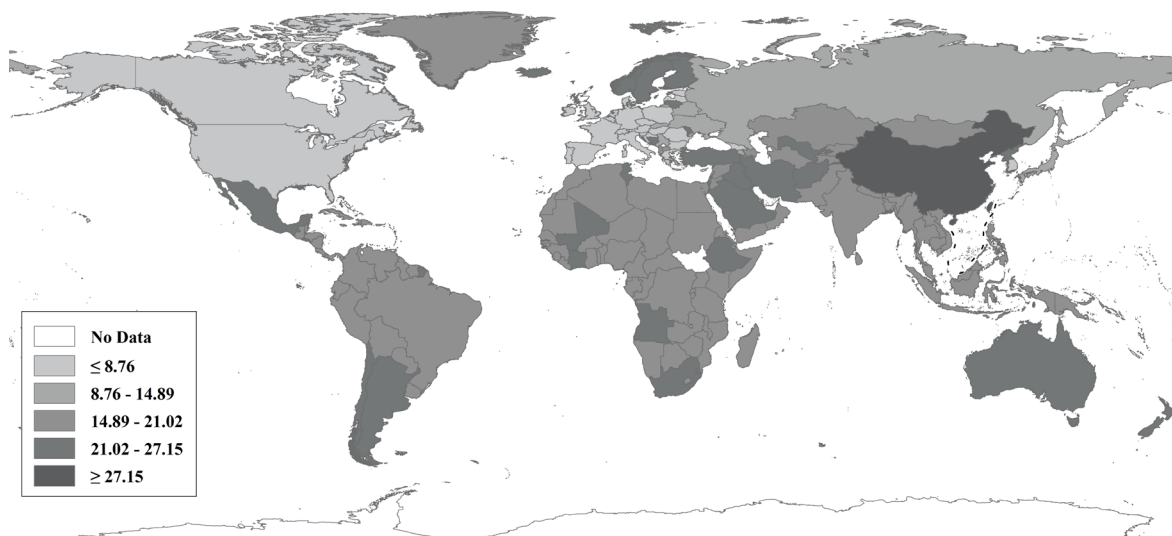 No Data
≤ 8.76
8.76 - 14.89
14.89 - 21.02
21.02 - 27.15
≥ 27.15